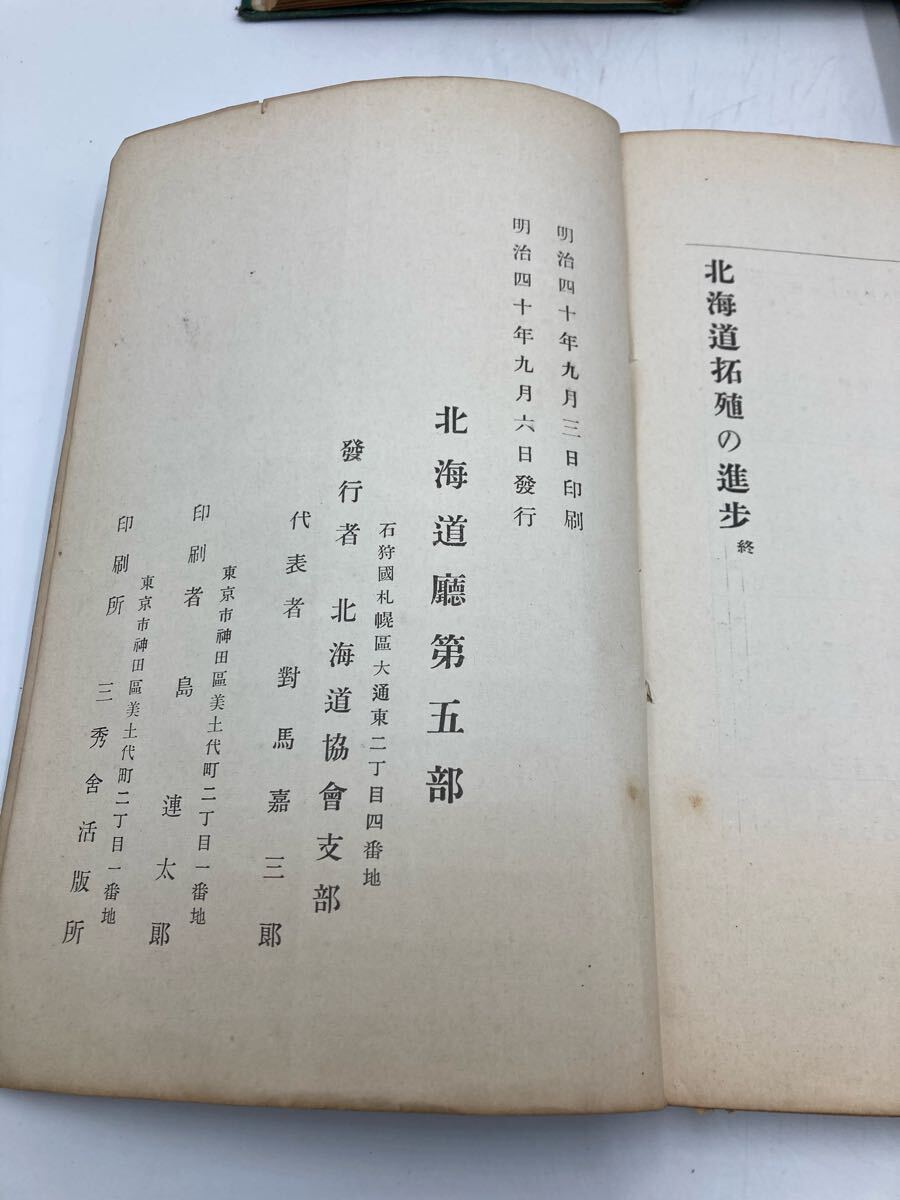 北海道拓殖の進步 終
明治四十年九月三日印刷
明治四十年九月六日發行
北海道廳第五部
石狩國札幌區大通東二丁目四番地
發行者 北海道協會支部
代表者 對馬嘉三郞
東京市神田區美土代町二丁目一番地
印刷者 島 連太郞
東京市神田區美土代町二丁目一番地
印刷所 三秀舍活版所